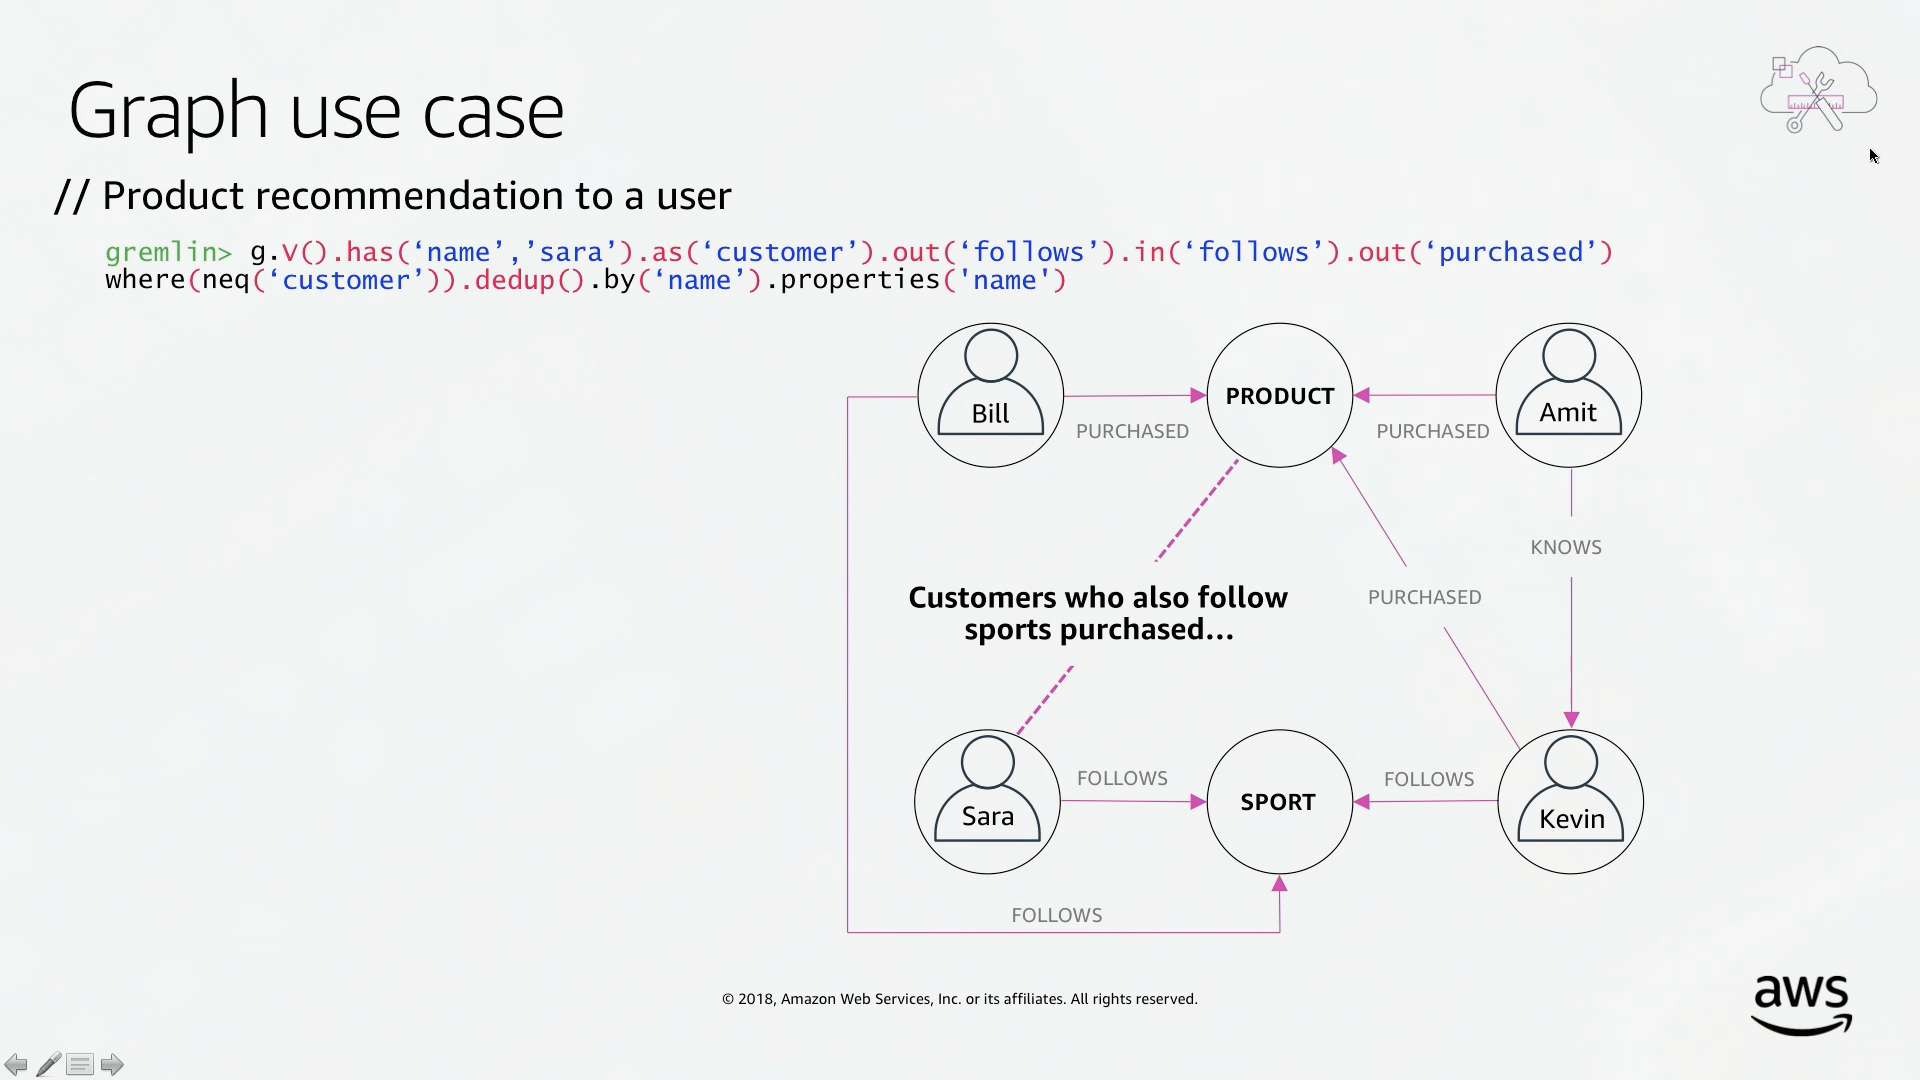 Graph use case
// Product recommendation to a user
gremlin> g.V().has(‘name’,’sara’).as(‘customer’).out(‘follows’).in(‘follows’).out(‘purchased’)
where(neq(‘customer’)).dedup().by(‘name’).properties('name')
Bill
PRODUCT
Amit
PURCHASED
PURCHASED
KNOWS
Customers who also follow
sports purchased...
PURCHASED
FOLLOWS
FOLLOWS
Sara
SPORT
Kevin
FOLLOWS
© 2018, Amazon Web Services, Inc. or its affiliates. All rights reserved.
aws